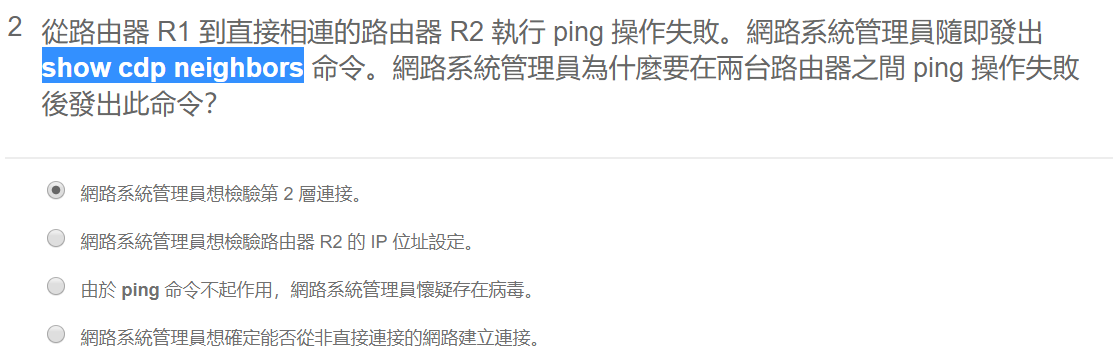 2 從路由器 R1 到直接相連的路由器 R2 執行 ping 操作失敗。網路系統管理員隨即發出
show cdp neighbors 命令。網路系統管理員為什麼要在兩台路由器之間 ping 操作失敗
後發出此命令？
網路系統管理員想檢驗第 2 層連接。
網路系統管理員想檢驗路由器 R2 的 IP 位址設定。
由於 ping 命令不起作用，網路系統管理員懷疑存在病毒。
網路系統管理員想確定能否從非直接連接的網路建立連接。